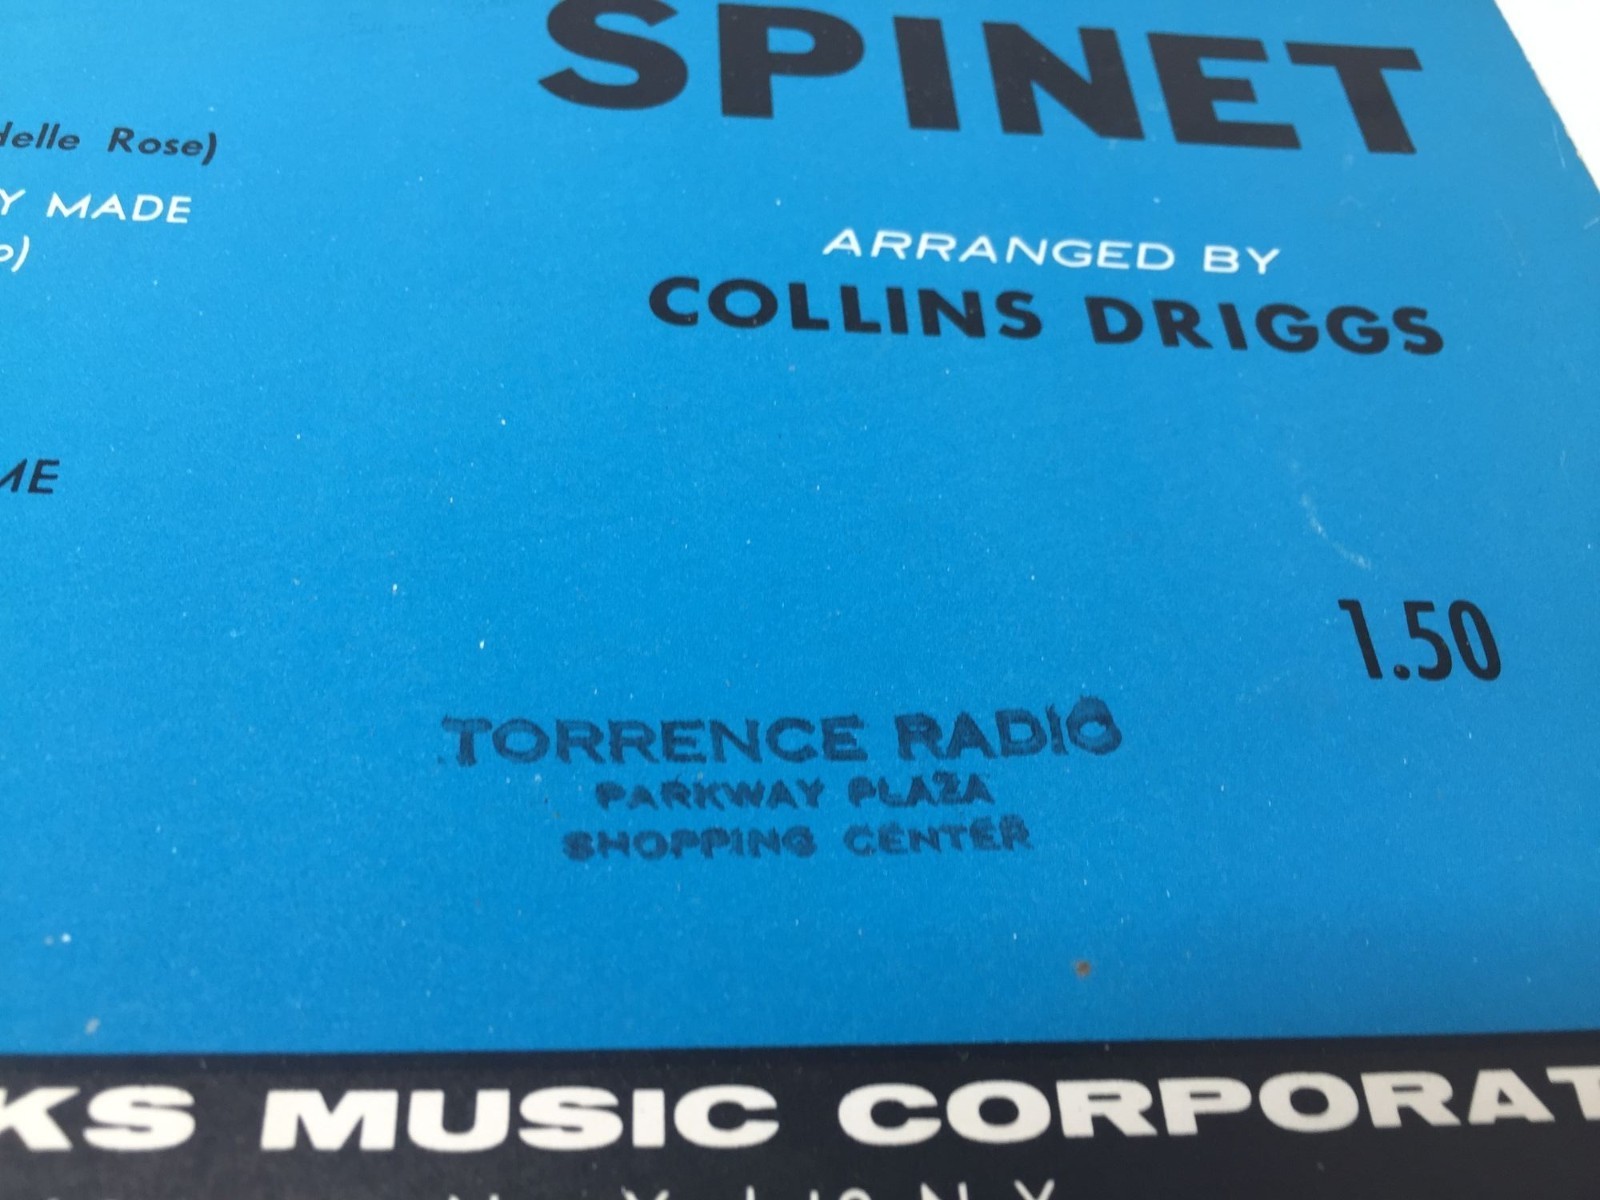 SPINET
delle Rose)
Y MADE
o)
ARRANGED BY
COLLINS DRIGGS
ME
1.50
TORRENCE RADIO
PARKWAY PLAZA
SHOPPING CENTER
KS MUSIC CORPORAT